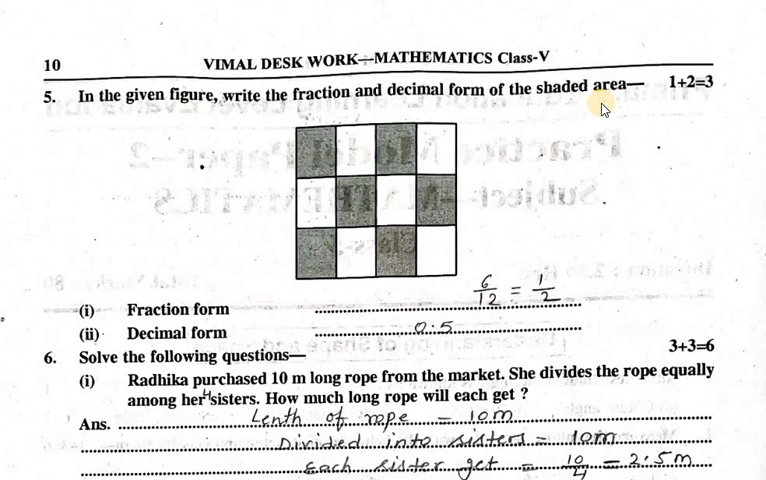 10 VIMAL DESK WORK—MATHEMATICS Class-V
5. In the given figure, write the fraction and decimal form of the shaded area— 1+2=3
(i) Fraction form 6/12 = 1/2
(ii) Decimal form 0.5
6. Solve the following questions— 3+3=6
(i) Radhika purchased 10 m long rope from the market. She divides the rope equally
among her 4 sisters. How much long rope will each get ?
Ans. Lenth of rope = 10m
Divided into sisters = 10m
Each sister get = 10/4 = 2.5m